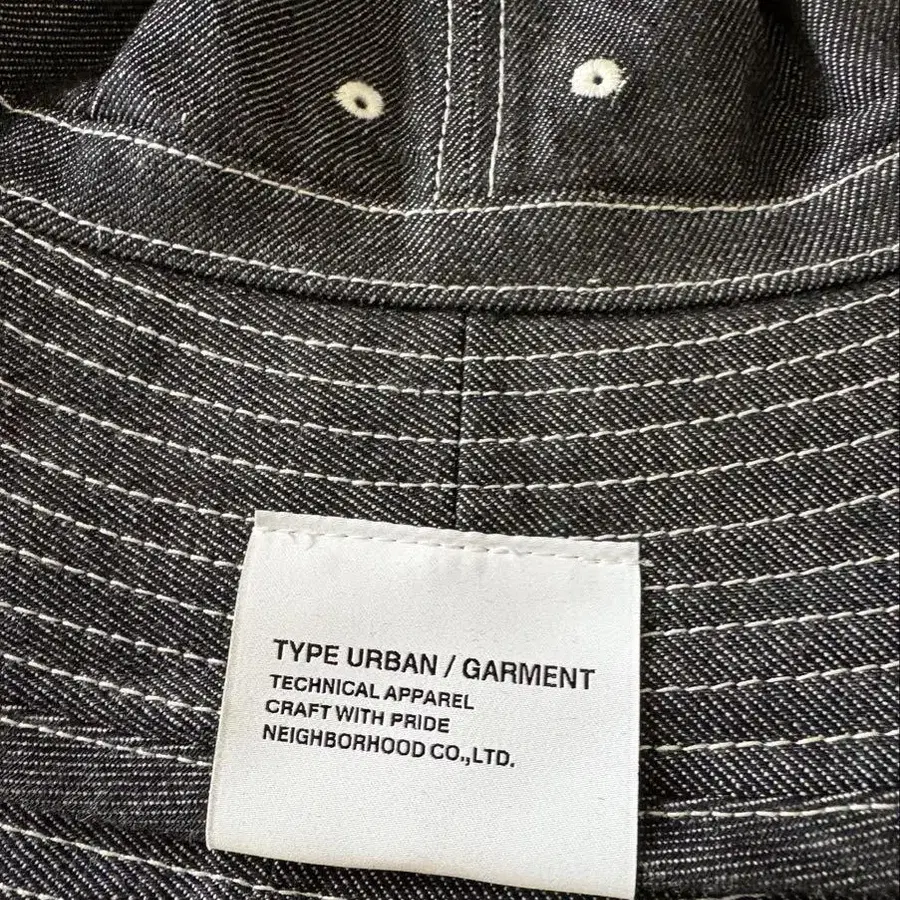 TYPE URBAN / GARMENT
TECHNICAL APPAREL
CRAFT WITH PRIDE
NEIGHBORHOOD CO.,LTD.